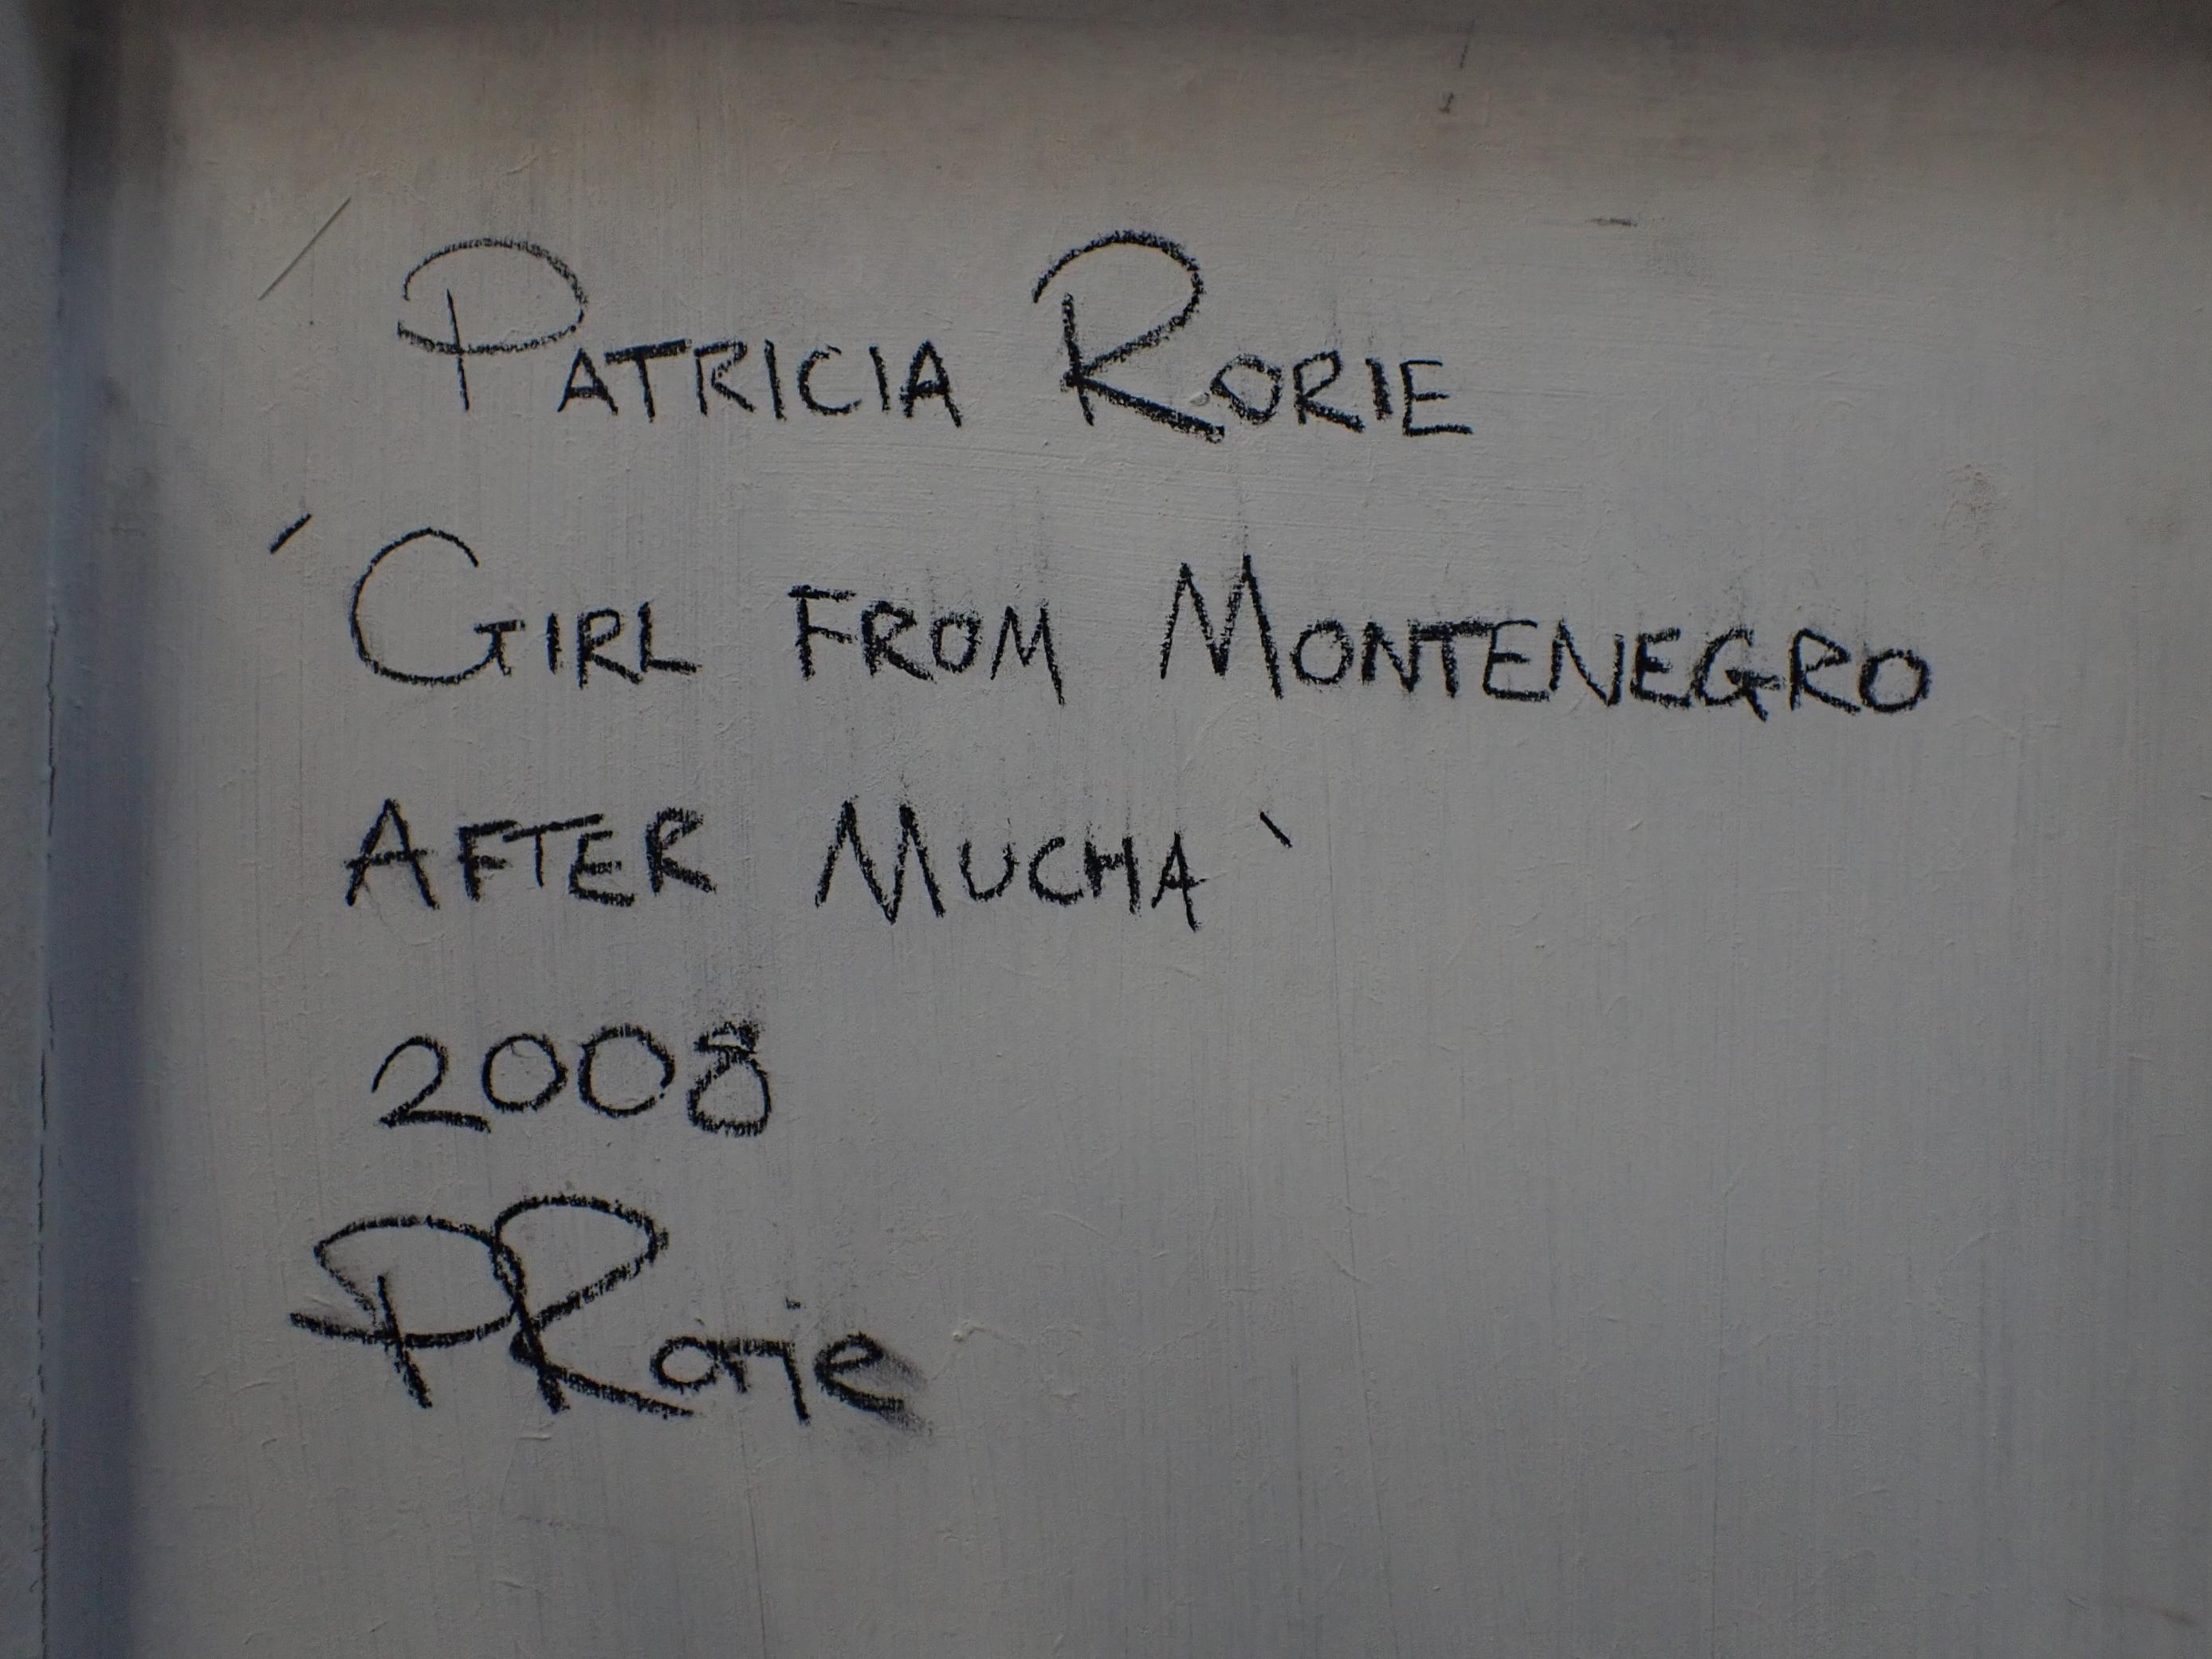 PATRICIA RORIE
'GIRL FROM MONTENEGRO
AFTER MUCHA'
2008
PRorie